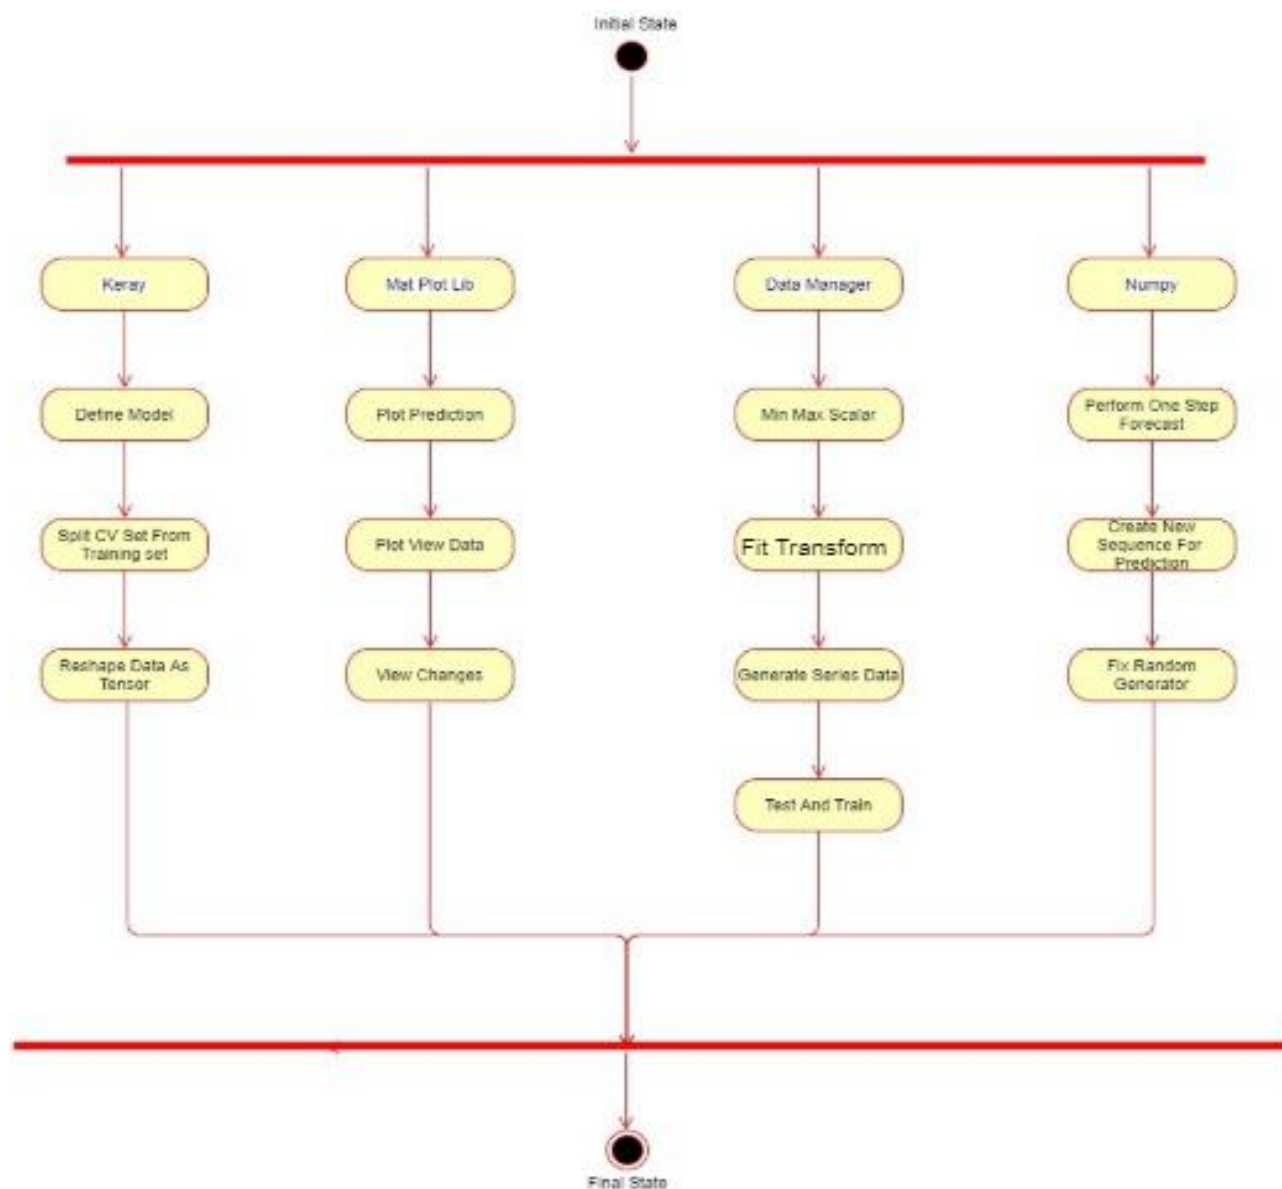 Initial State
Keray
Mat Plot Lib
Data Manager
Numpy
Define Model
Plot Prediction
Min Max Scalar
Perform One Step
Forecast
Split CV Set From
Training set
Plot View Data
Fit Transform
Create New
Sequence For
Prediction
Reshape Data As
Tensor
View Changes
Generate Series Data
Fix Random
Generator
Test And Train
Final State